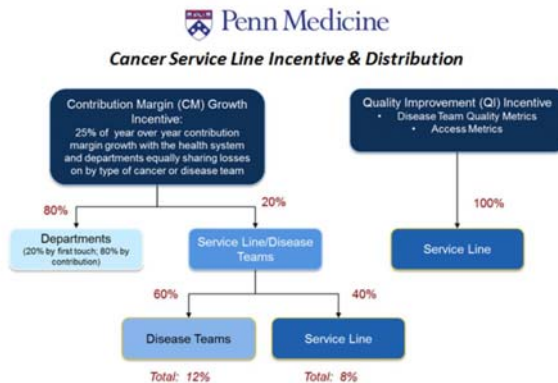 Penn Medicine
Cancer Service Line Incentive & Distribution
Contribution Margin (CM) Growth
Incentive:
25% of year over year contribution
margin growth with the health system
and departments equally sharing losses
on by type of cancer or disease team
Quality Improvement (QI) Incentive
• Disease Team Quality Metrics
• Access Metrics
80%
20%
100%
Departments
(20% by first touch; 80% by
contribution)
Service Line/Disease
Teams
Service Line
60%
40%
Disease Teams
Service Line
Total: 12%
Total: 8%